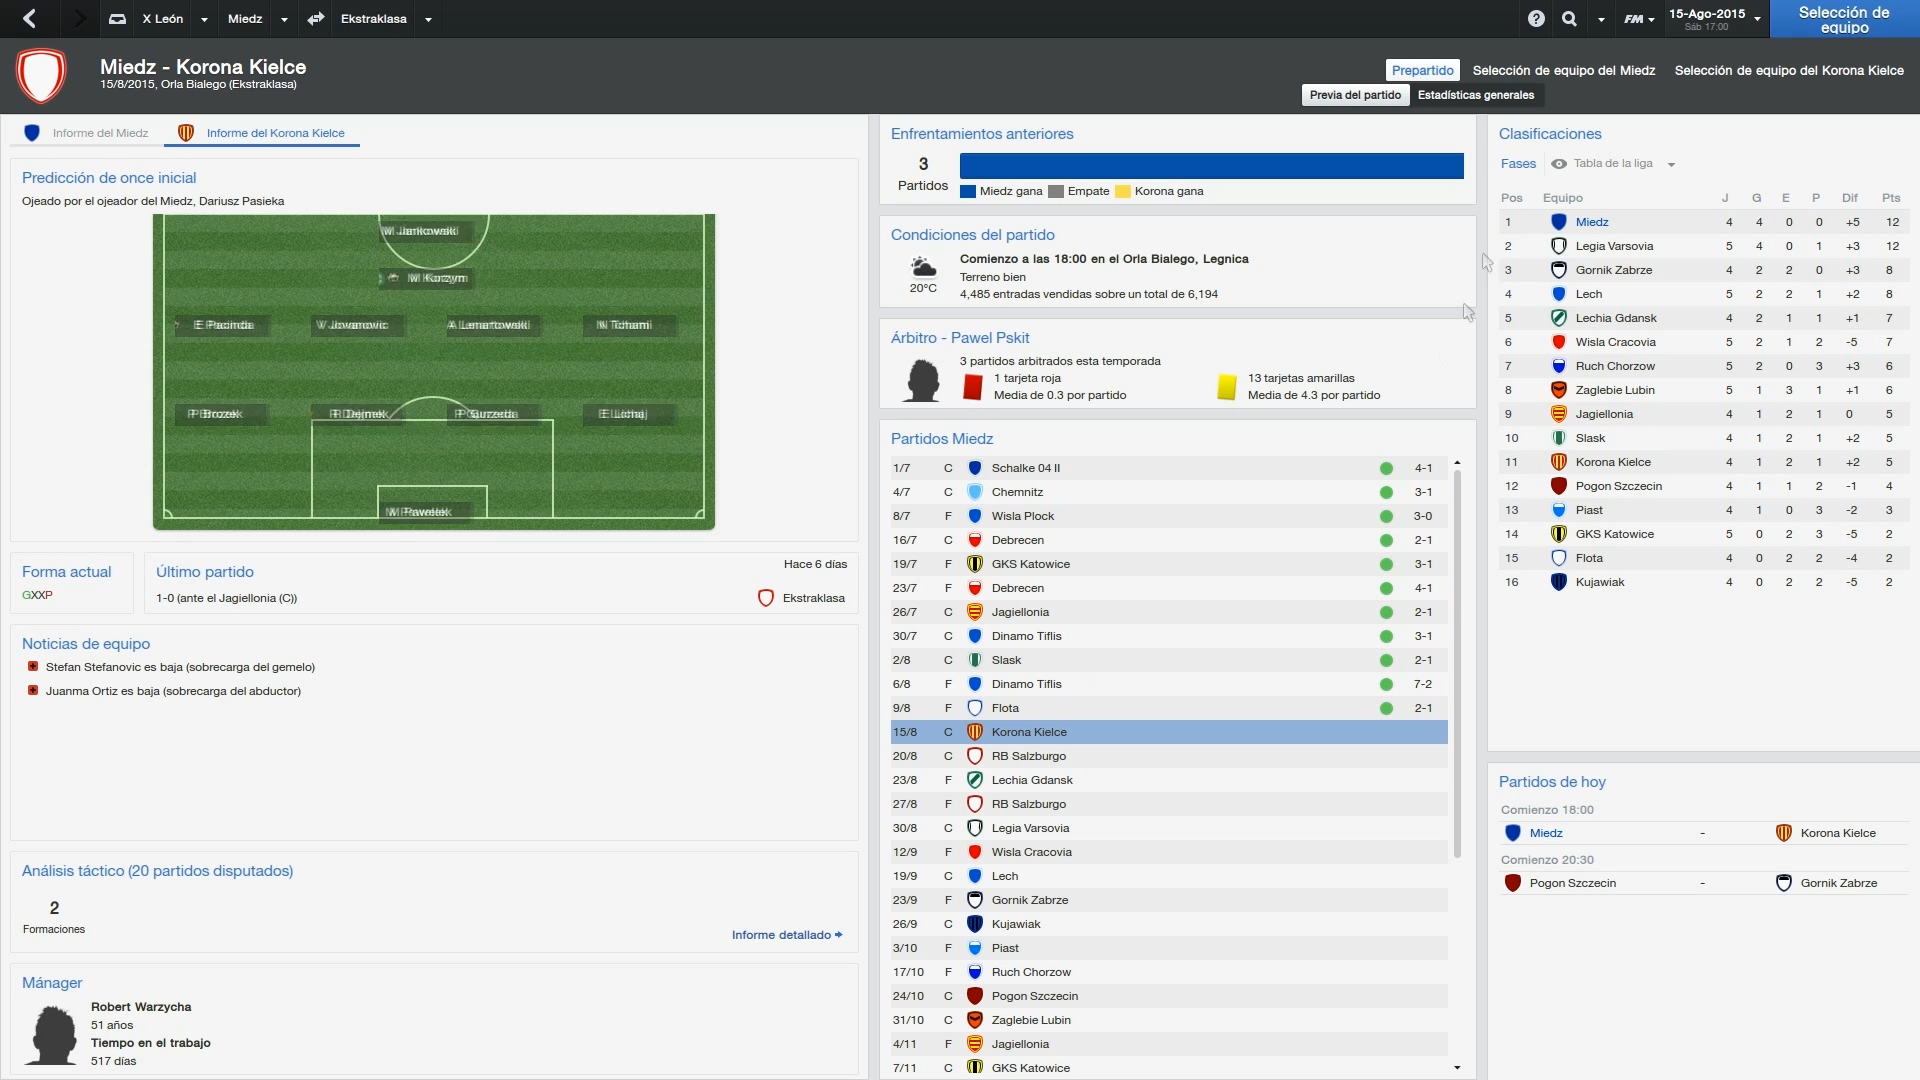 X León
Miedz
Ekstraklasa
FM
15-Ago-2015
Sáb 17:00
Selección de equipo
Miedz - Korona Kielce
15/8/2015, Orla Bialego (Ekstraklasa)
Prepartido
Selección de equipo del Miedz
Selección de equipo del Korona Kielce
Previa del partido
Estadísticas generales
Informe del Miedz
Informe del Korona Kielce
Predicción de once inicial
Ojeado por el ojeador del Miedz, Dariusz Pasieka
M Jankowski
M Korzym
E Pacinda
V Jovanovic
A Lenartowski
N Tchami
P Brozek
R Dejmek
E Lichaj
Forma actual
GXXP
Último partido
Hace 6 días
1-0 (ante el Jagiellonia (C))
Ekstraklasa
Noticias de equipo
Stefan Stefanovic es baja (sobrecarga del gemelo)
Juanma Ortiz es baja (sobrecarga del abductor)
Análisis táctico (20 partidos disputados)
2
Formaciones
Informe detallado
Mánager
Robert Warzycha
51 años
Tiempo en el trabajo
517 días
Enfrentamientos anteriores
3
Partidos
Miedz gana Empate Korona gana
Condiciones del partido
20°C
Comienzo a las 18:00 en el Orla Bialego, Legnica
Terreno bien
4,485 entradas vendidas sobre un total de 6,194
Árbitro - Pawel Pskit
3 partidos arbitrados esta temporada
1 tarjeta roja
Media de 0.3 por partido
13 tarjetas amarillas
Media de 4.3 por partido
Partidos Miedz
1/7 C Schalke 04 II 4-1
4/7 C Chemnitz 3-1
8/7 F Wisla Plock 3-0
16/7 C Debrecen 2-1
19/7 F GKS Katowice 3-1
23/7 F Debrecen 4-1
26/7 C Jagiellonia 2-1
30/7 C Dinamo Tiflis 3-1
2/8 C Slask 2-1
6/8 F Dinamo Tiflis 7-2
9/8 F Flota 2-1
15/8 C Korona Kielce
20/8 C RB Salzburgo
23/8 F Lechia Gdansk
27/8 F RB Salzburgo
30/8 C Legia Varsovia
12/9 F Wisla Cracovia
19/9 C Lech
23/9 F Gornik Zabrze
26/9 C Kujawiak
3/10 F Piast
17/10 F Ruch Chorzow
24/10 C Pogon Szczecin
31/10 C Zaglebie Lubin
4/11 F Jagiellonia
7/11 C GKS Katowice
Clasificaciones
Fases Tabla de la liga
Pos Equipo J G E P Dif Pts
1 Miedz 4 4 0 0 +5 12
2 Legia Varsovia 5 4 0 1 +3 12
3 Gornik Zabrze 4 2 2 0 +3 8
4 Lech 5 2 2 1 +2 8
5 Lechia Gdansk 4 2 1 1 +1 7
6 Wisla Cracovia 5 2 1 2 -5 7
7 Ruch Chorzow 5 2 0 3 +3 6
8 Zaglebie Lubin 5 1 3 1 +1 6
9 Jagiellonia 4 1 2 1 0 5
10 Slask 4 1 2 1 +2 5
11 Korona Kielce 4 1 2 1 +2 5
12 Pogon Szczecin 4 1 1 2 -1 4
13 Piast 4 1 0 3 -2 3
14 GKS Katowice 5 0 2 3 -5 2
15 Flota 4 0 2 2 -4 2
16 Kujawiak 4 0 2 2 -5 2
Partidos de hoy
Comienzo 18:00
Miedz - Korona Kielce
Comienzo 20:30
Pogon Szczecin - Gornik Zabrze